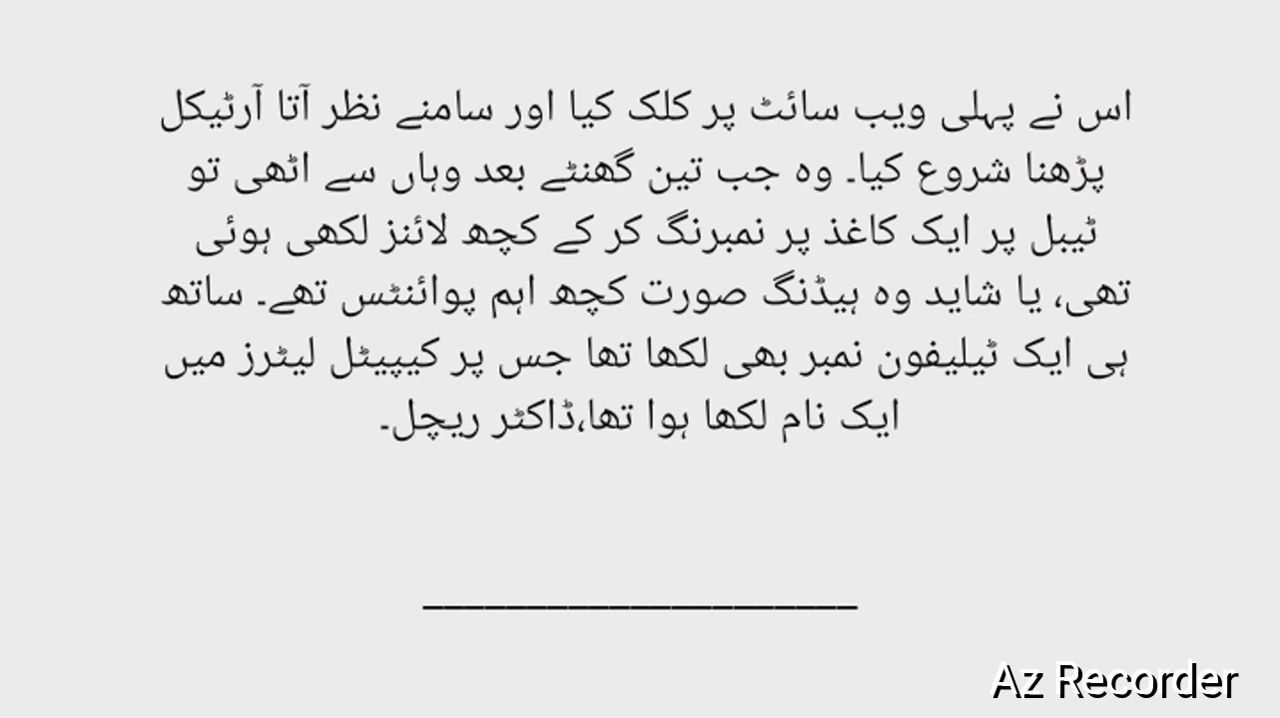 اس نے پہلی ویب سائٹ پر کلک کیا اور سامنے نظر آتا آرٹیکل
پڑھنا شروع کیا۔ وہ جب تین گھنٹے بعد وہاں سے اٹھی تو
ٹیبل پر ایک کاغذ پر نمبرنگ کر کے کچھ لائنز لکھی ہوئی
تھی، یا شاید وہ ہیڈنگ صورت کچھ اہم پوائنٹس تھے۔ ساتھ
ہی ایک ٹیلیفون نمبر بھی لکھا تھا جس پر کیپیٹل لیٹرز میں
ایک نام لکھا ہوا تھا،ڈاکٹر ریچل۔
_____________________
Az Recorder